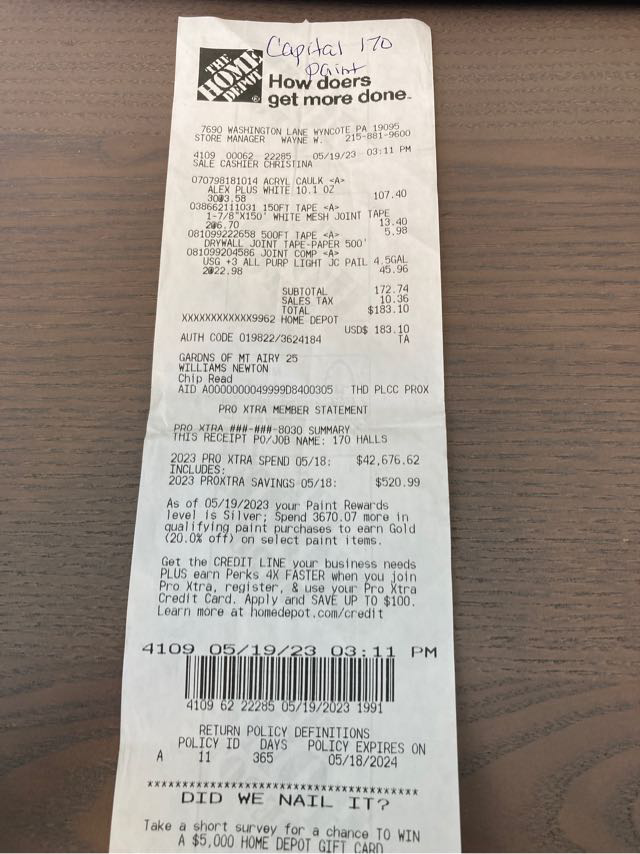 Capital 170
paint
THE
HOME
DEPOT
How doers
get more done.
7690 WASHINGTON LANE WYNCOTE PA 19095
STORE MANAGER WAYNE W. 215-881-9600
4109 00062 22285 05/19/23 03:11 PM
SALE CASHIER CHRISTINA
070798181014 ACRYL CAULK <A>
ALEX PLUS WHITE 10.1 OZ
30@3.58 107.40
038662111031 150FT TAPE <A>
1-7/8"X150' WHITE MESH JOINT TAPE
2@6.70 13.40
081099222658 500FT TAPE <A> 5.98
DRYWALL JOINT TAPE-PAPER 500'
081099204586 JOINT COMP <A>
USG +3 ALL PURP LIGHT JC PAIL 4.5GAL
2@22.98 45.96
SUBTOTAL 172.74
SALES TAX 10.36
TOTAL $183.10
XXXXXXXXXXXX9962 HOME DEPOT
USD$ 183.10
AUTH CODE 019822/3624184 TA
GARDNS OF MT AIRY 25
WILLIAMS NEWTON
Chip Read
AID A0000000049999D8400305 THD PLCC PROX
PRO XTRA MEMBER STATEMENT
PRO XTRA ###-###-8030 SUMMARY
THIS RECEIPT PO/JOB NAME: 170 HALLS
2023 PRO XTRA SPEND 05/18: $42,676.62
INCLUDES:
2023 PROXTRA SAVINGS 05/18: $520.99
As of 05/19/2023 your Paint Rewards
level is Silver; Spend 3670.07 more in
qualifying paint purchases to earn Gold
(20.0% off) on select paint items.
Get the CREDIT LINE your business needs
PLUS earn Perks 4X FASTER when you join
Pro Xtra, register, & use your Pro Xtra
Credit Card. Apply and SAVE UP TO $100.
Learn more at homedepot.com/credit
4109 05/19/23 03:11 PM
4109 62 22285 05/19/2023 1991
RETURN POLICY DEFINITIONS
POLICY ID DAYS POLICY EXPIRES ON
A 11 365 05/18/2024
****************************************
DID WE NAIL IT?
Take a short survey for a chance TO WIN
A $5,000 HOME DEPOT GIFT CARD